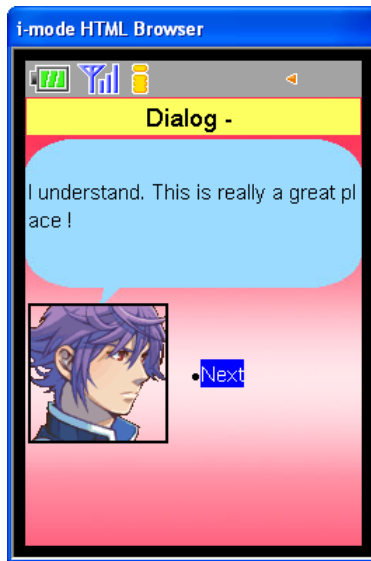 i-mode HTML Browser
Dialog -
I understand. This is really a great pl
ace !
Next